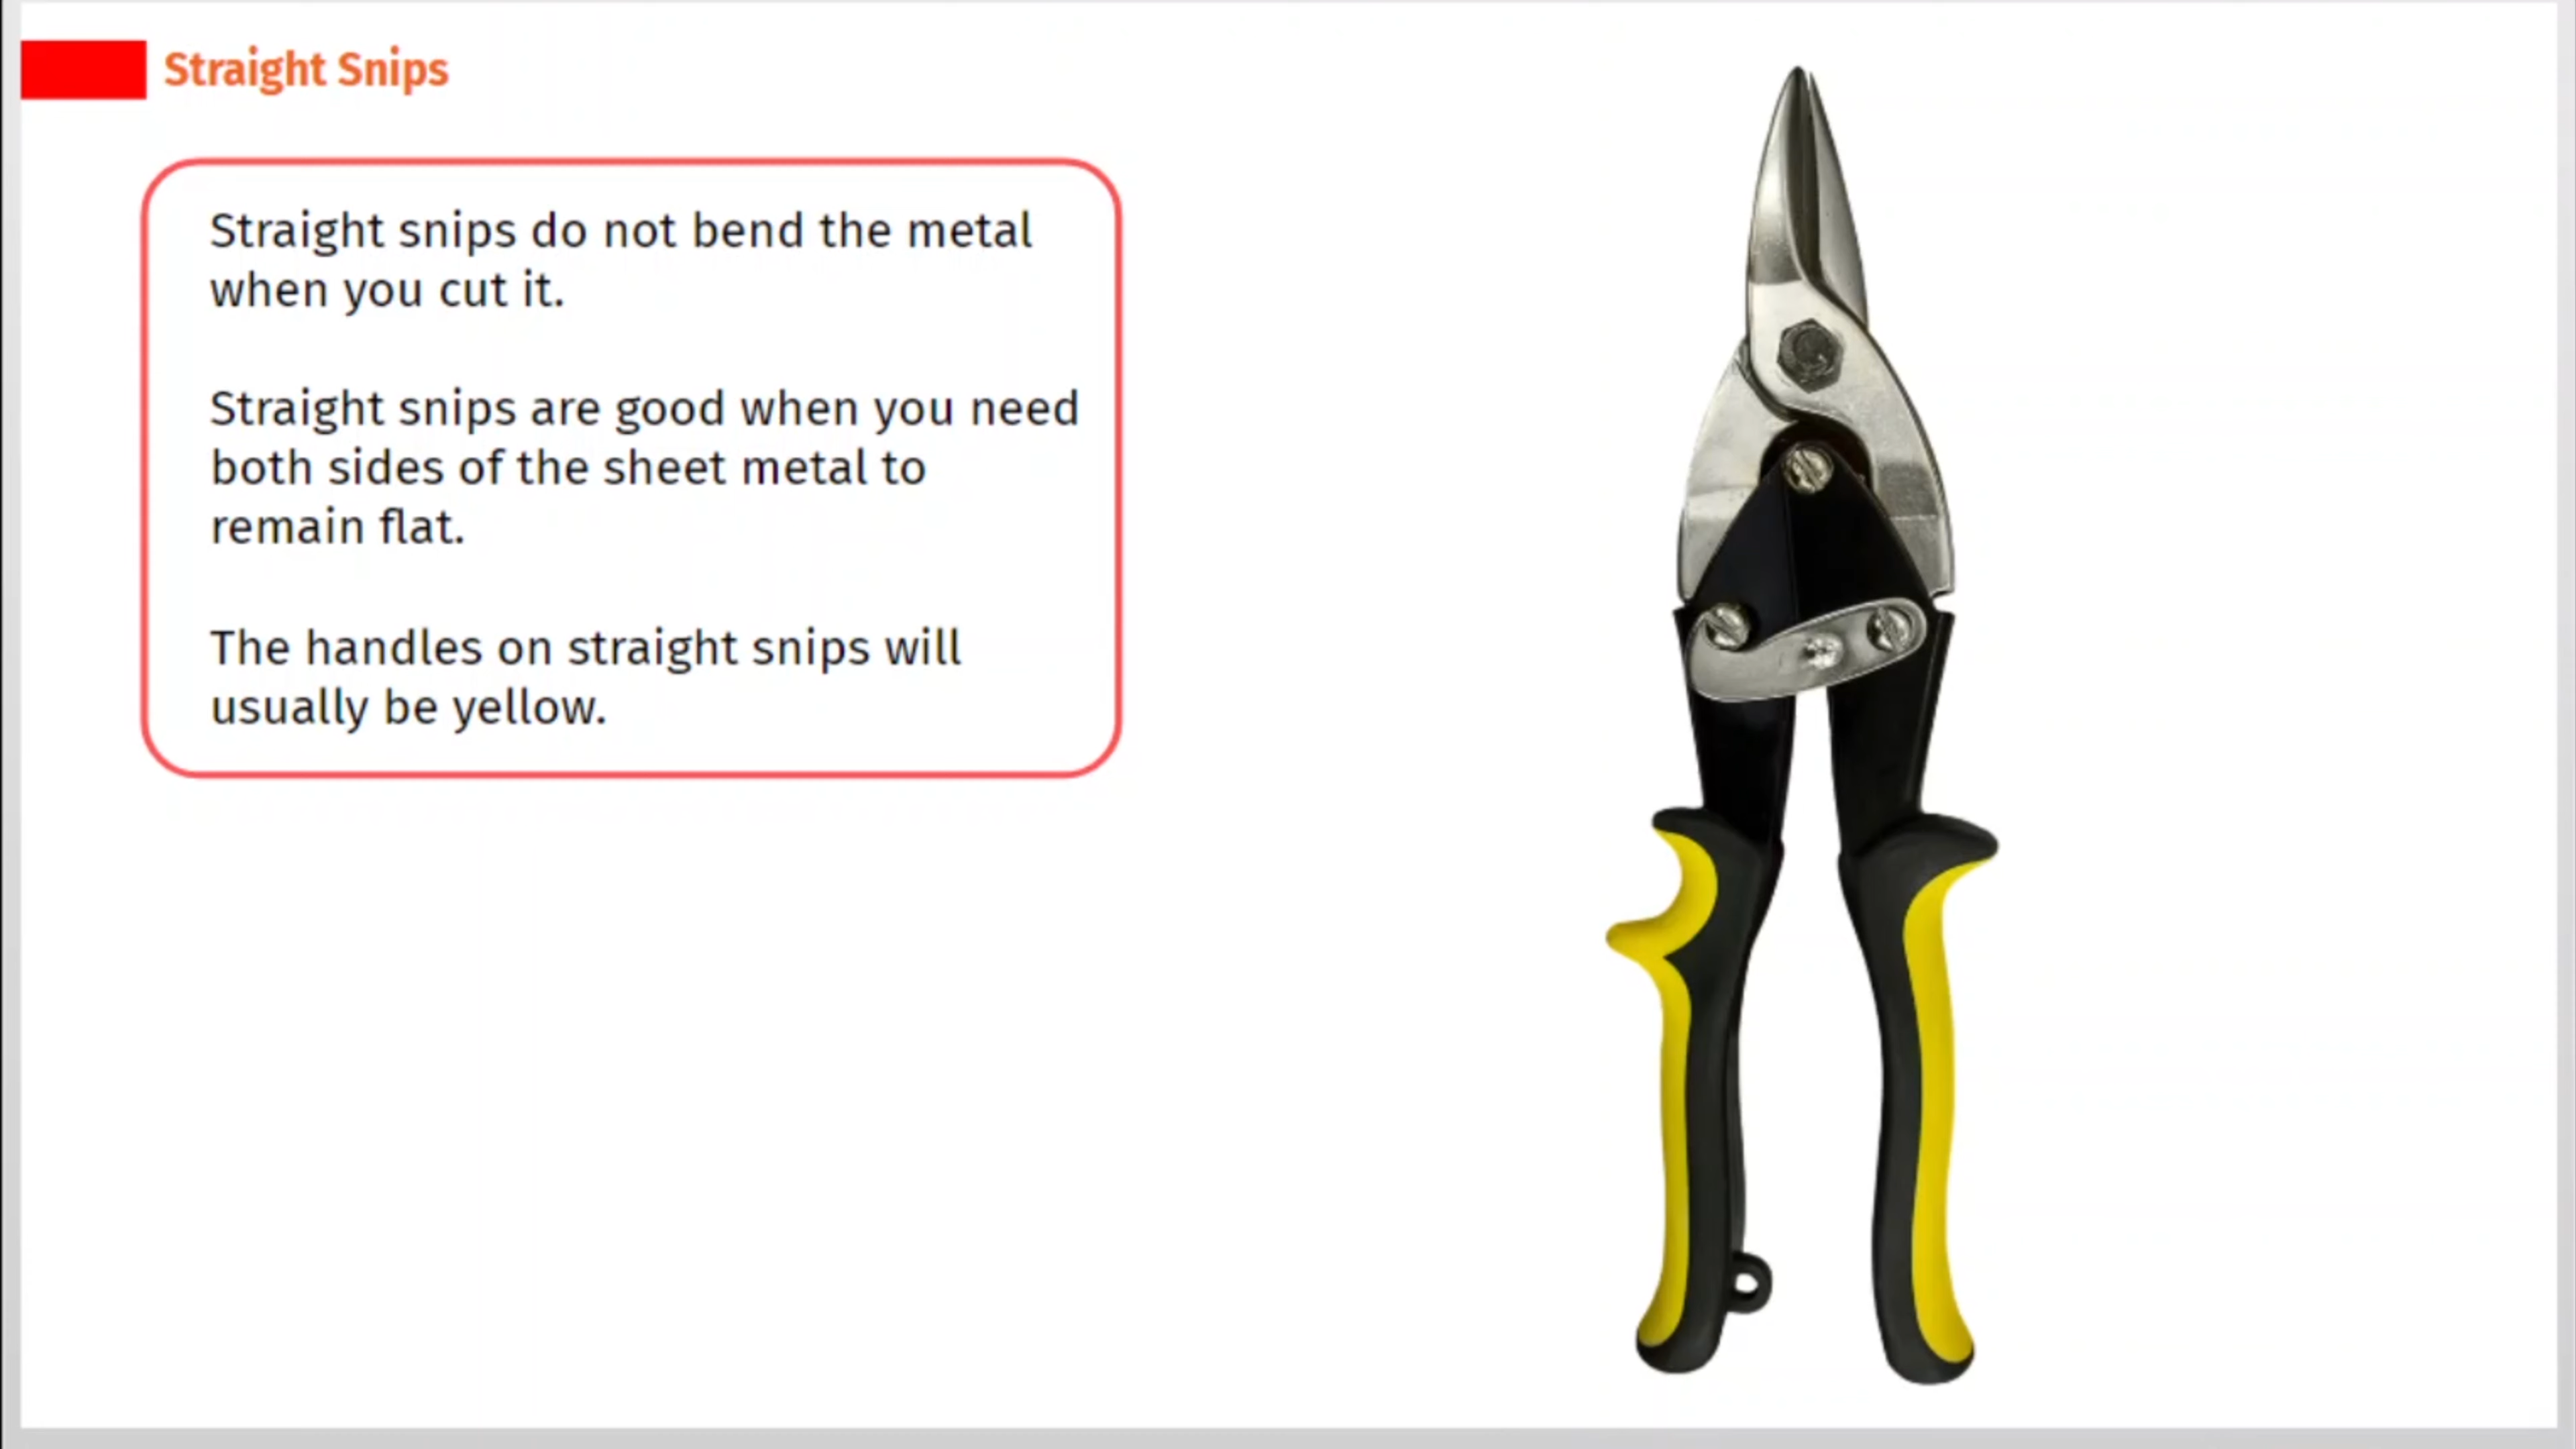 Straight Snips
Straight snips do not bend the metal
when you cut it.
Straight snips are good when you need
both sides of the sheet metal to
remain flat.
The handles on straight snips will
usually be yellow.